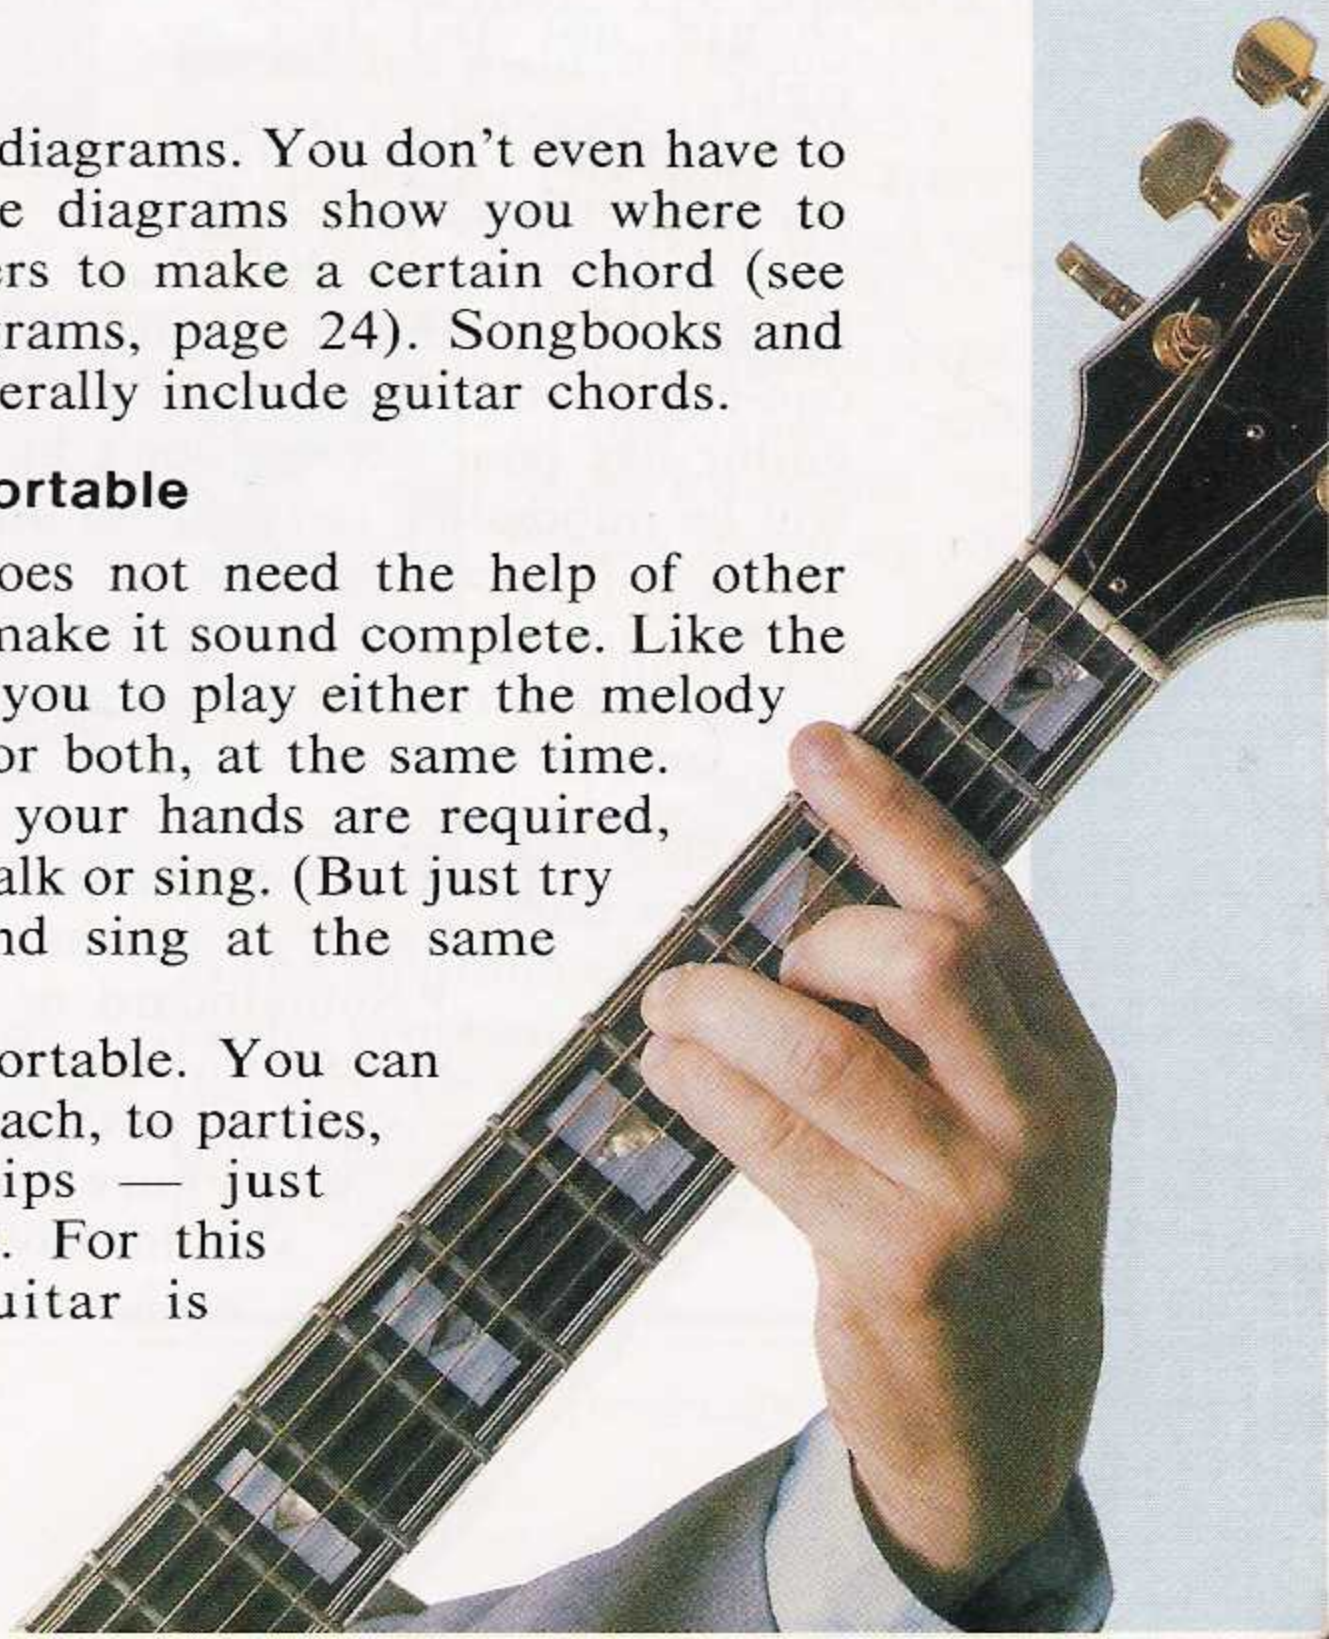 diagrams. You don't even have to
e diagrams show you where to
ers to make a certain chord (see
rams, page 24). Songbooks and
erally include guitar chords.
ortable
oes not need the help of other
make it sound complete. Like the
you to play either the melody
or both, at the same time.
your hands are required,
alk or sing. (But just try
nd sing at the same
ortable. You can
ach, to parties,
ips — just
. For this
uitar is